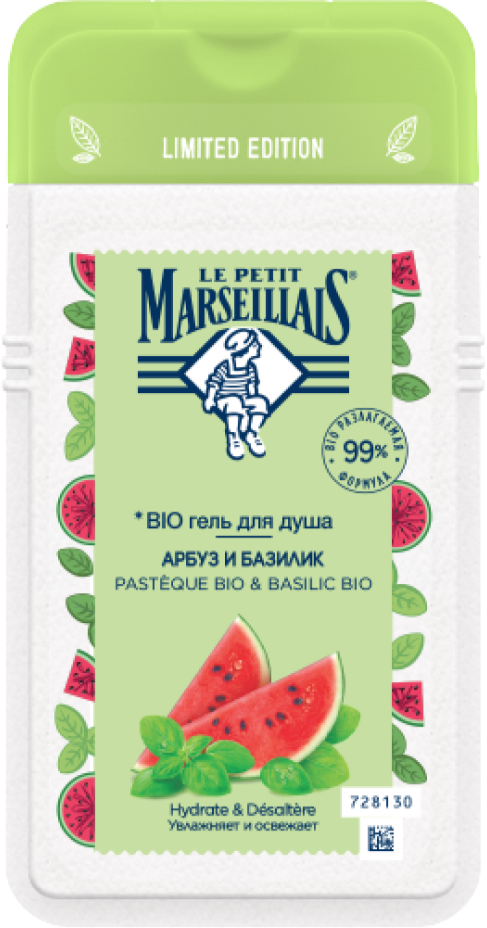 LIMITED EDITION
LE PETIT
MARSEILLAIS®
• BIO РАЗЛАГАЕМАЯ •
99%
ФОРМУЛА
*BIO гель для душа
АРБУЗ И БАЗИЛИК
PASTÈQUE BIO & BASILIC BIO
Hydrate & Désaltère
Увлажняет и освежает
728130